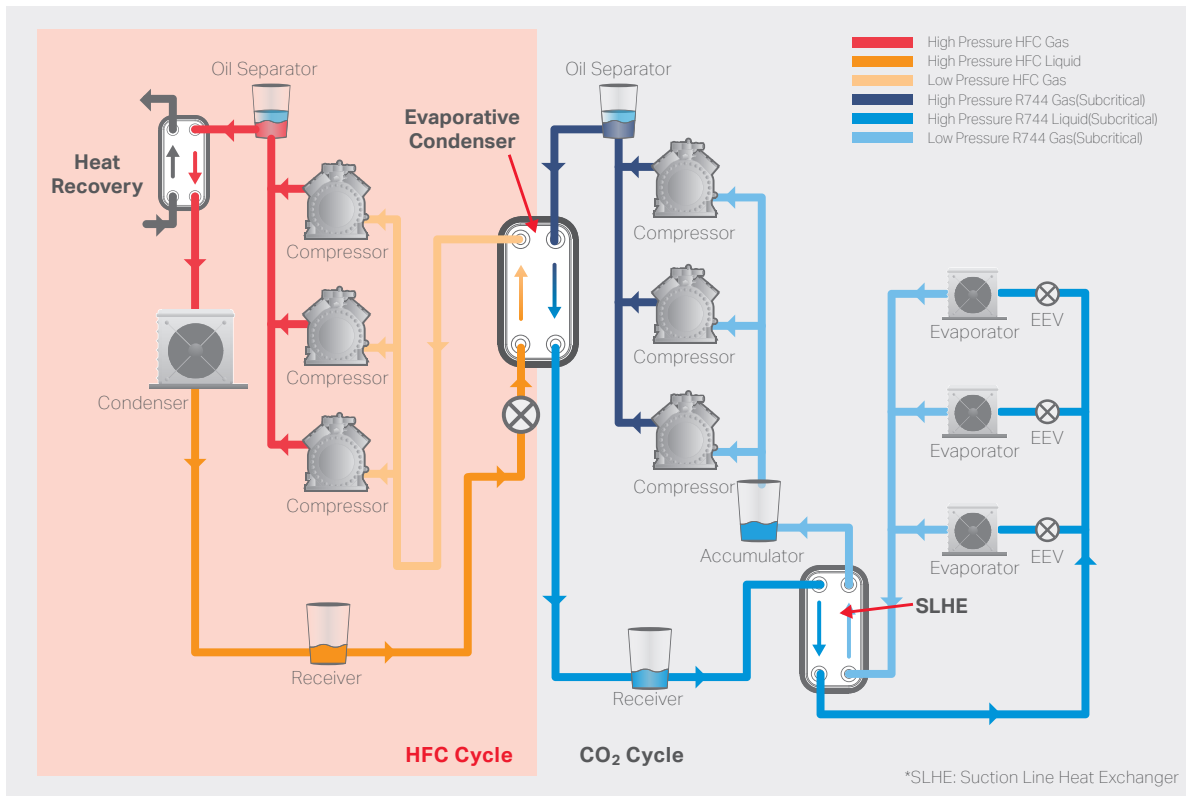 High Pressure HFC Gas
High Pressure HFC Liquid
Low Pressure HFC Gas
High Pressure R744 Gas(Subcritical)
High Pressure R744 Liquid(Subcritical)
Low Pressure R744 Gas(Subcritical)
Oil Separator
Oil Separator
Evaporative
Condenser
Heat
Recovery
Compressor
Compressor
Compressor
Compressor
Compressor
Compressor
Condenser
Evaporator
EEV
Evaporator
EEV
Evaporator
EEV
Accumulator
SLHE
Receiver
Receiver
HFC Cycle
CO₂ Cycle
*SLHE: Suction Line Heat Exchanger